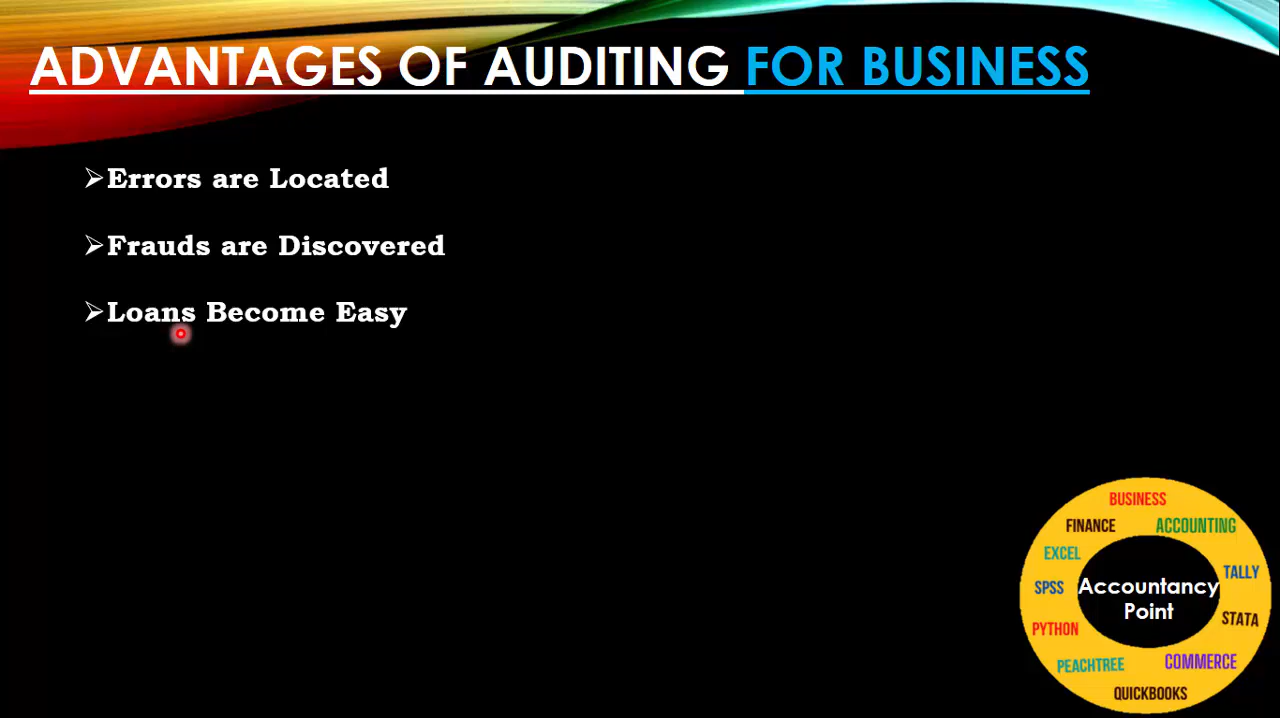 ADVANTAGES OF AUDITING FOR BUSINESS
➢Errors are Located
➢Frauds are Discovered
➢Loans Become Easy
BUSINESS
FINANCE
ACCOUNTING
EXCEL
TALLY
SPSS
Accountancy
Point
STATA
PYTHON
PEACHTREE
COMMERCE
QUICKBOOKS